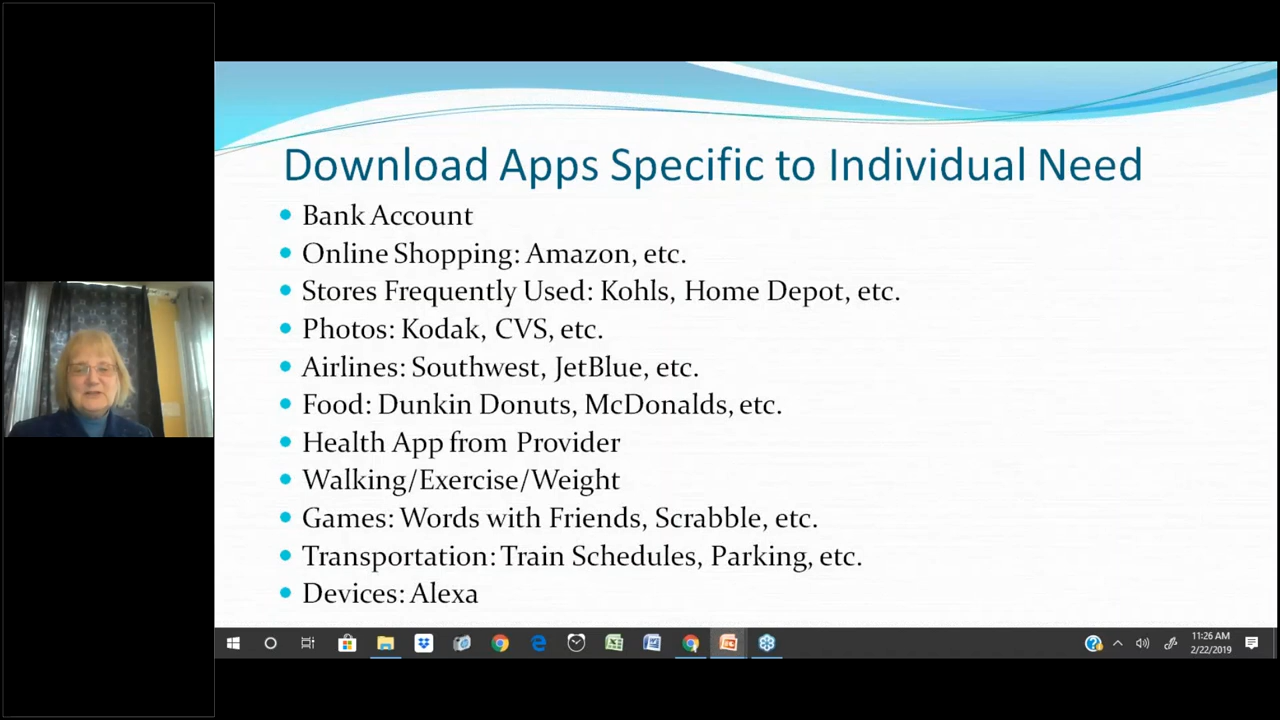 Download Apps Specific to Individual Need
Bank Account
Online Shopping: Amazon, etc.
Stores Frequently Used: Kohls, Home Depot, etc.
Photos: Kodak, CVS, etc.
Airlines: Southwest, JetBlue, etc.
Food: Dunkin Donuts, McDonalds, etc.
Health App from Provider
Walking/Exercise/Weight
Games: Words with Friends, Scrabble, etc.
Transportation: Train Schedules, Parking, etc.
Devices: Alexa
11:26 AM
2/22/2019